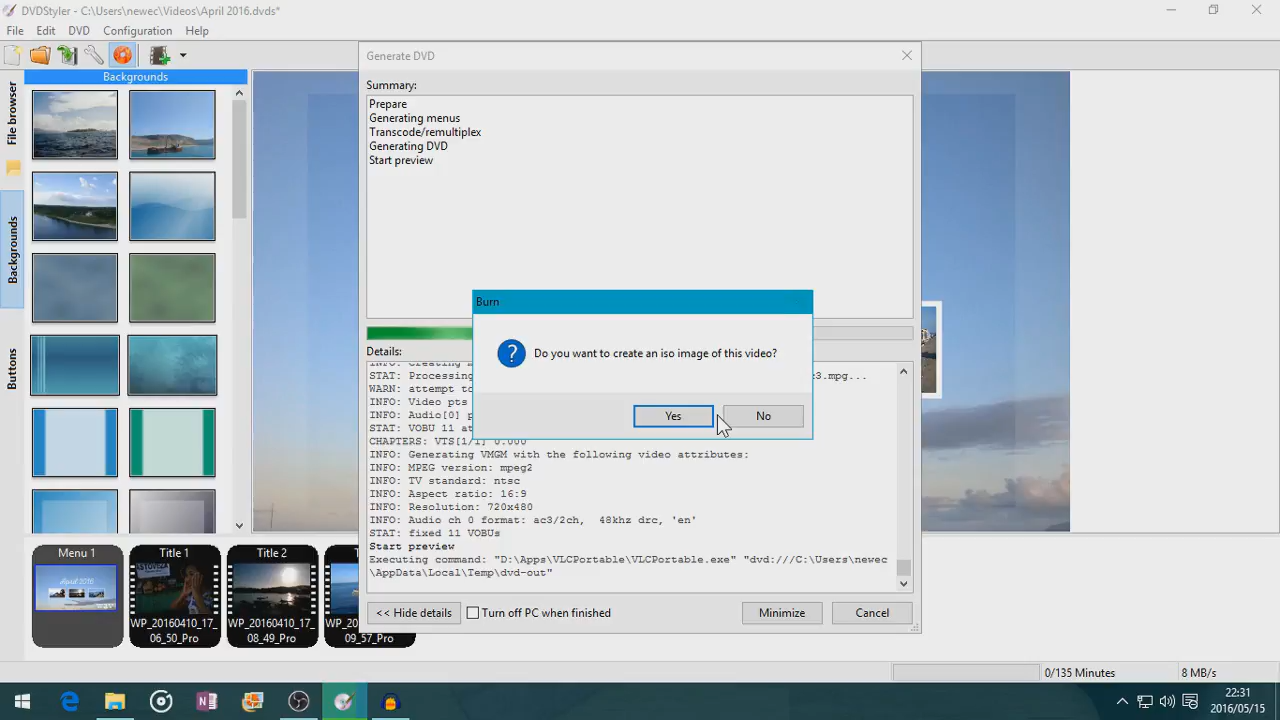 DVDStyler - C:\Users\newec\Videos\April 2016.dvds*
File Edit DVD Configuration Help
File browser
Backgrounds
Buttons
Backgrounds
Generate DVD
Summary:
Prepare
Generating menus
Transcode/remultiplex
Generating DVD
Start preview
Burn
Do you want to create an iso image of this video?
Yes No
Details:
STAT: Processing
c3.mpg...
WARN: attempt to
INFO: Video pts
INFO: Audio[0]
STAT: VOBU 11 at
CHAPTERS: VTS[1/1] 0.000
INFO: Generating VMGM with the following video attributes:
INFO: MPEG version: mpeg2
INFO: TV standard: ntsc
INFO: Aspect ratio: 16:9
INFO: Resolution: 720x480
INFO: Audio ch 0 format: ac3/2ch, 48khz drc, 'en'
STAT: fixed 11 VOBUs
Start preview
Executing command: "D:\Apps\VLCPortable\VLCPortable.exe" "dvd:///C:\Users\newec
\AppData\Local\Temp\dvd-out"
<< Hide details Turn off PC when finished Minimize Cancel
Menu 1 Title 1 Title 2
April 2016
WP_20160410_17_
06_50_Pro
WP_20160410_17_
08_49_Pro
09_57_Pro
0/135 Minutes 8 MB/s
22:31
2016/05/15